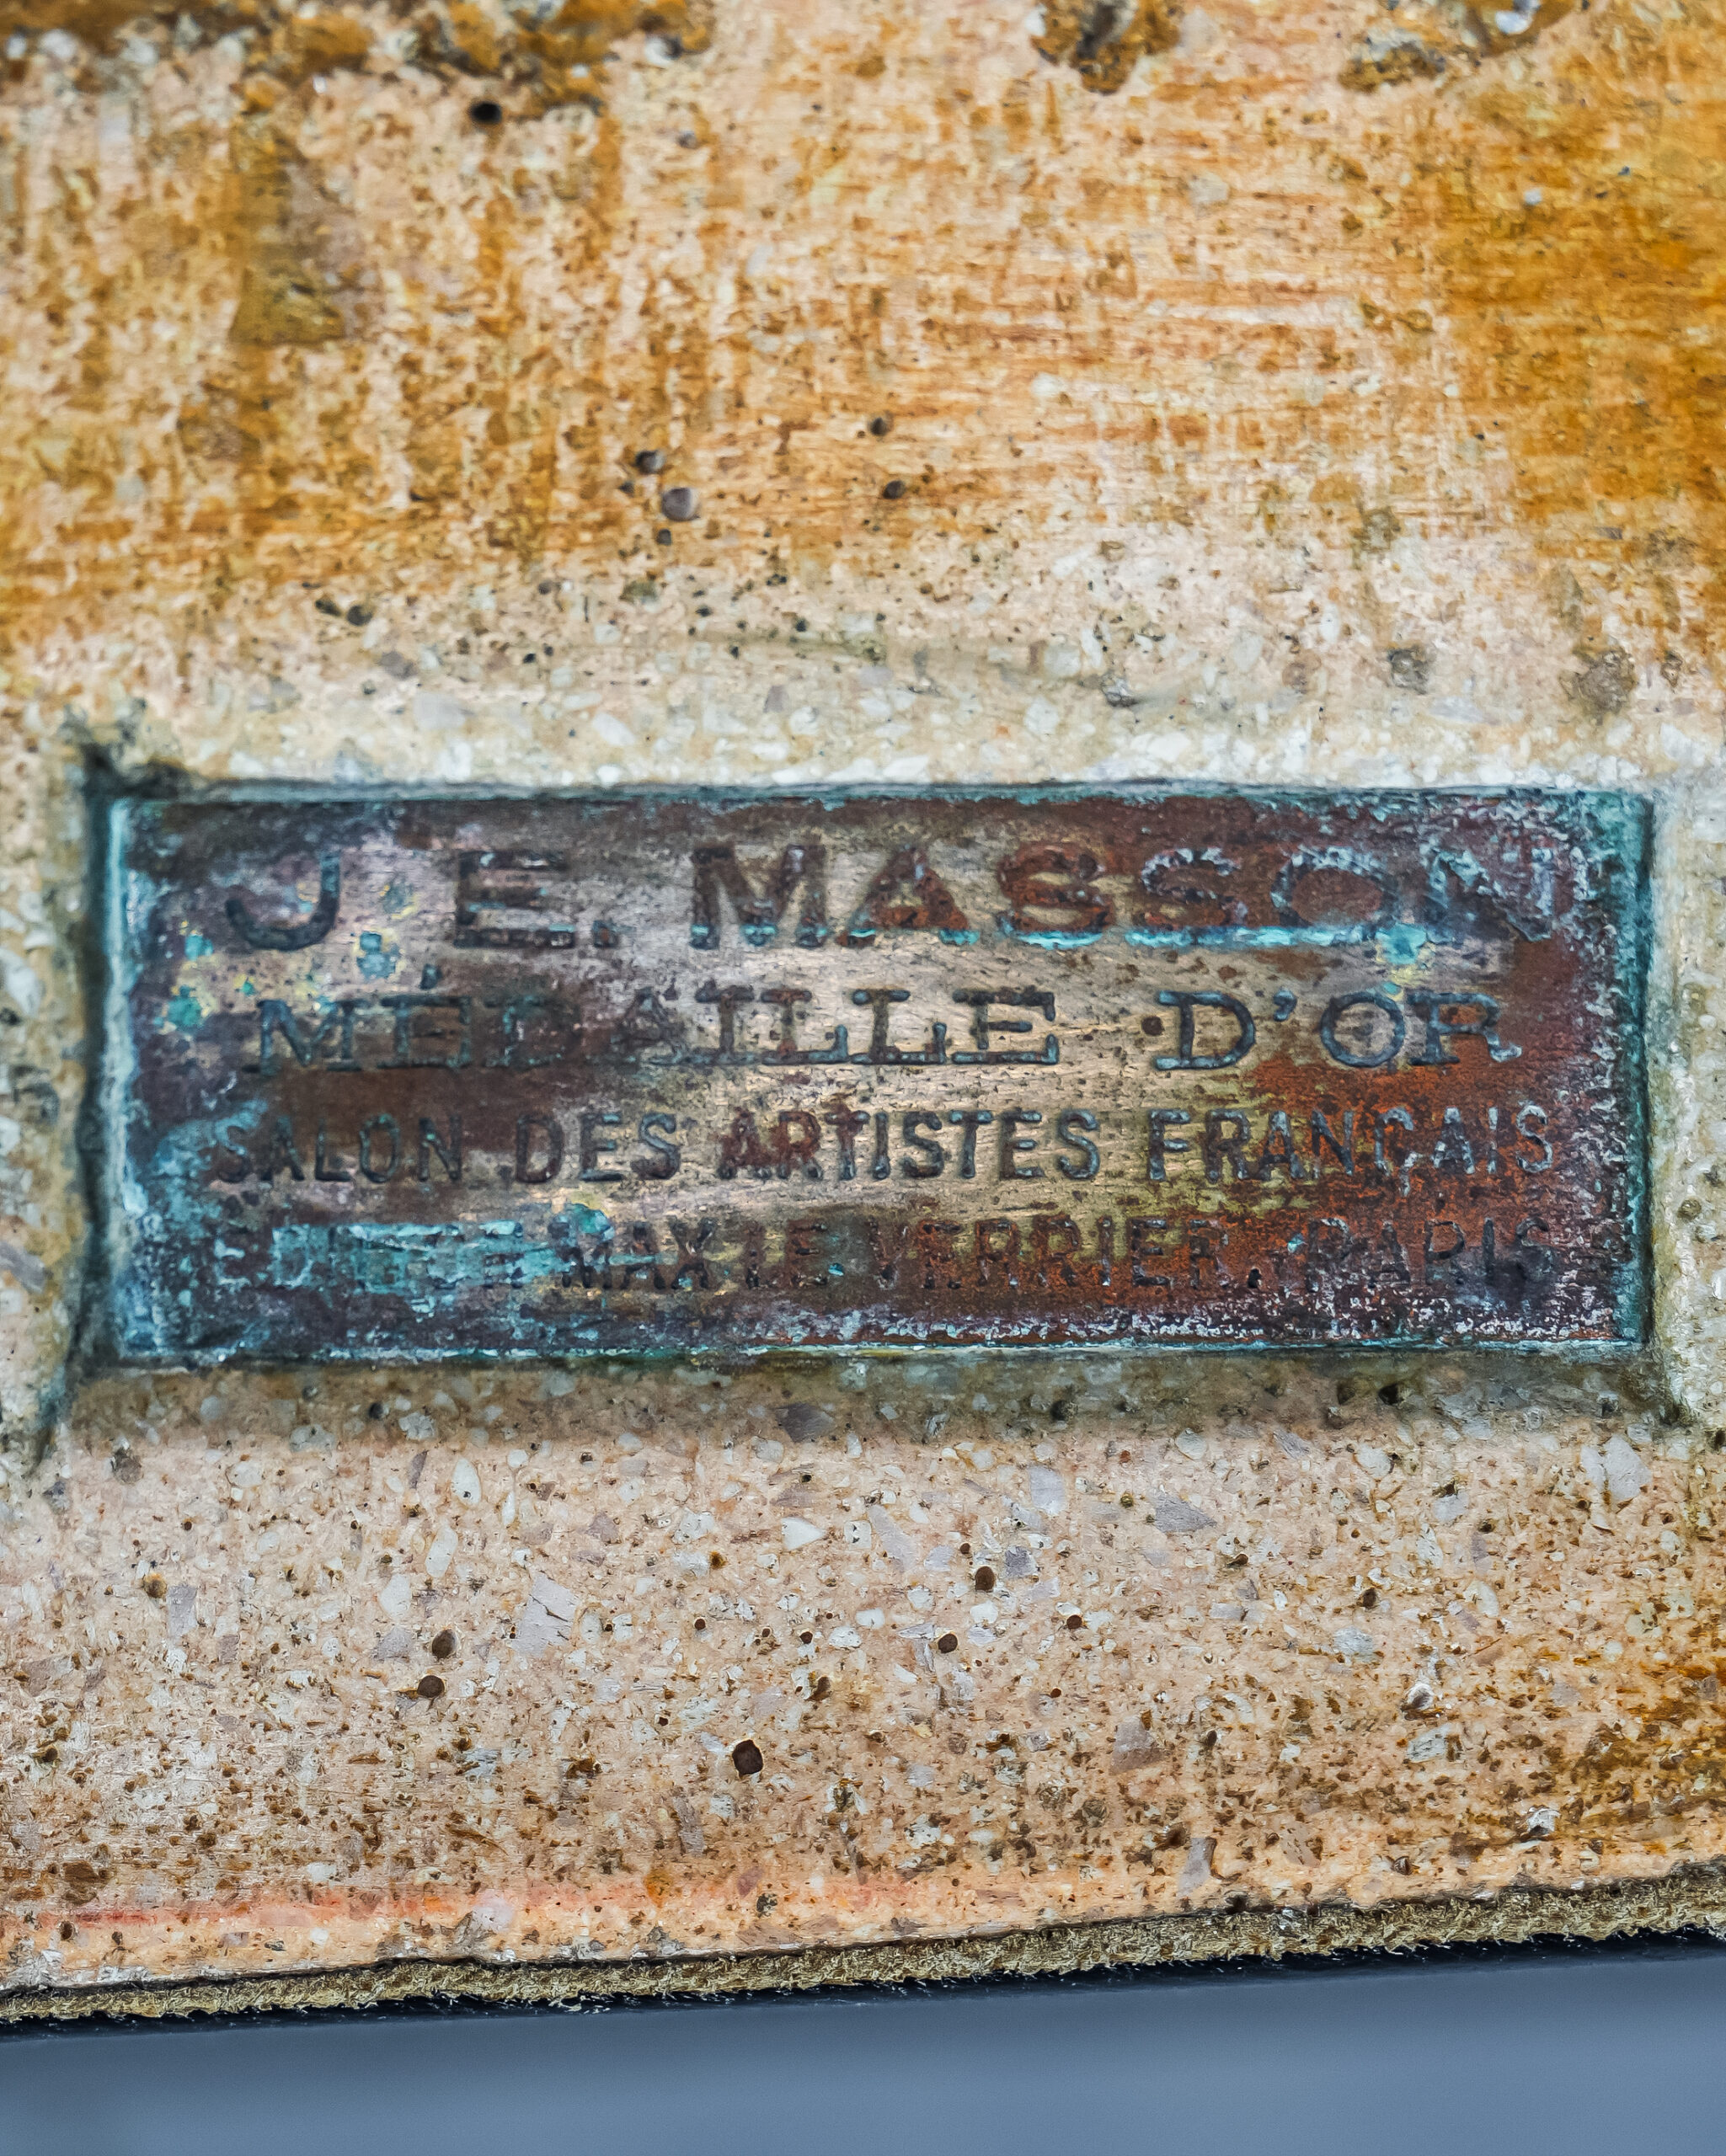 J.E. MASSON
MÉDAILLE D'OR
SALON DES ARTISTES FRANÇAIS
MAX LE VERRIER. PARIS